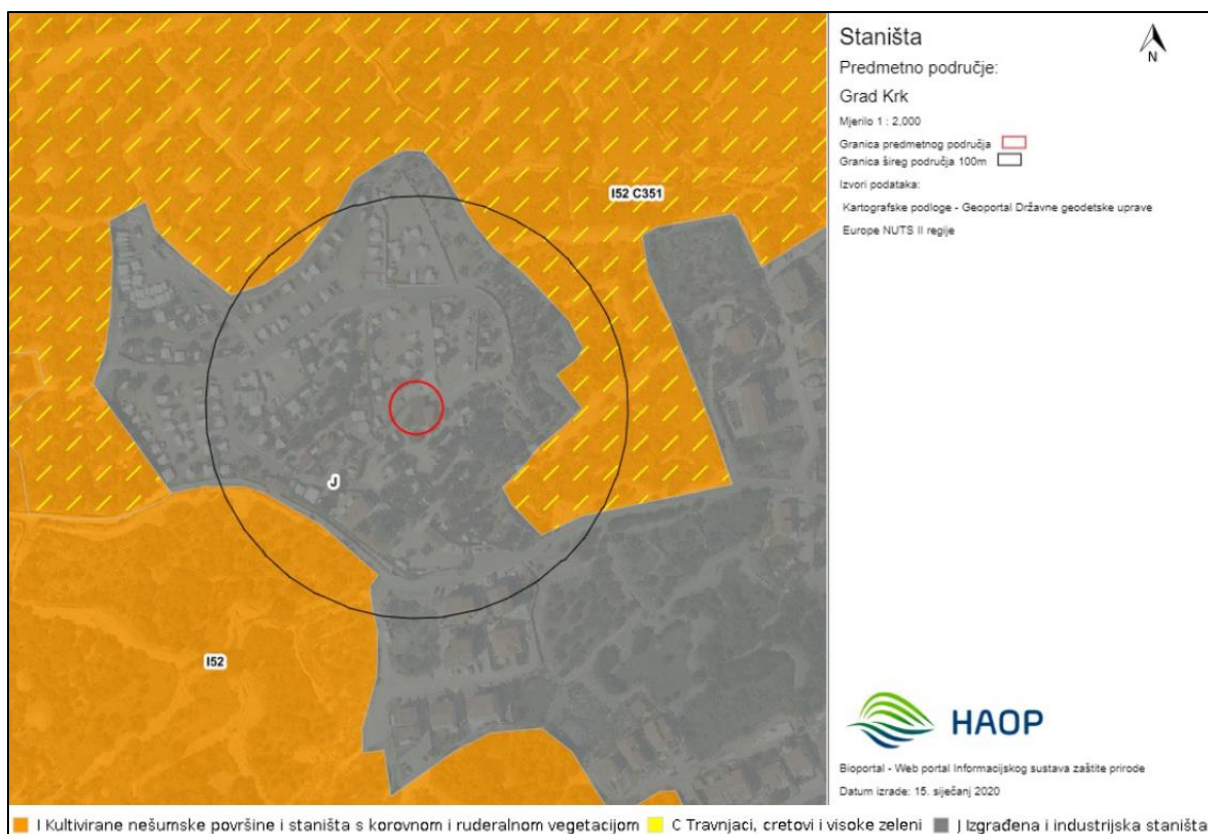 Staništa
N
Predmetno područje:
Grad Krk
Mjerilo 1 : 2,000
Granica predmetnog područja
Granica šireg područja 100m
Izvori podataka:
Kartografske podloge - Geoportal Državne geodetske uprave
Europe NUTS II regije
I52 C351
J
I52
HAOP
Bioportal - Web portal Informacijskog sustava zaštite prirode
Datum izrade: 15. siječanj 2020
I Kultivirane nešumske površine i staništa s korovnom i ruderalnom vegetacijom C Travnjaci, cretovi i visoke zeleni J Izgrađena i industrijska staništa